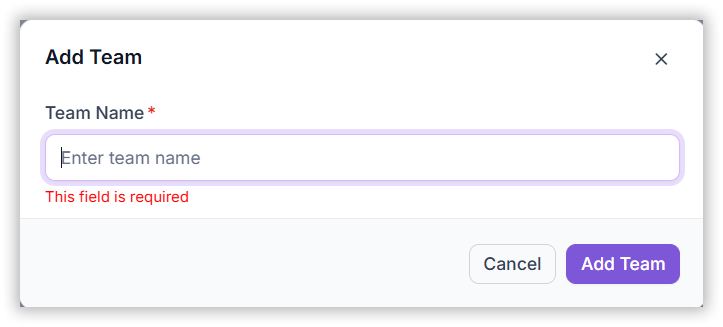 Add Team
Team Name *
Enter team name
This field is required
Cancel
Add Team